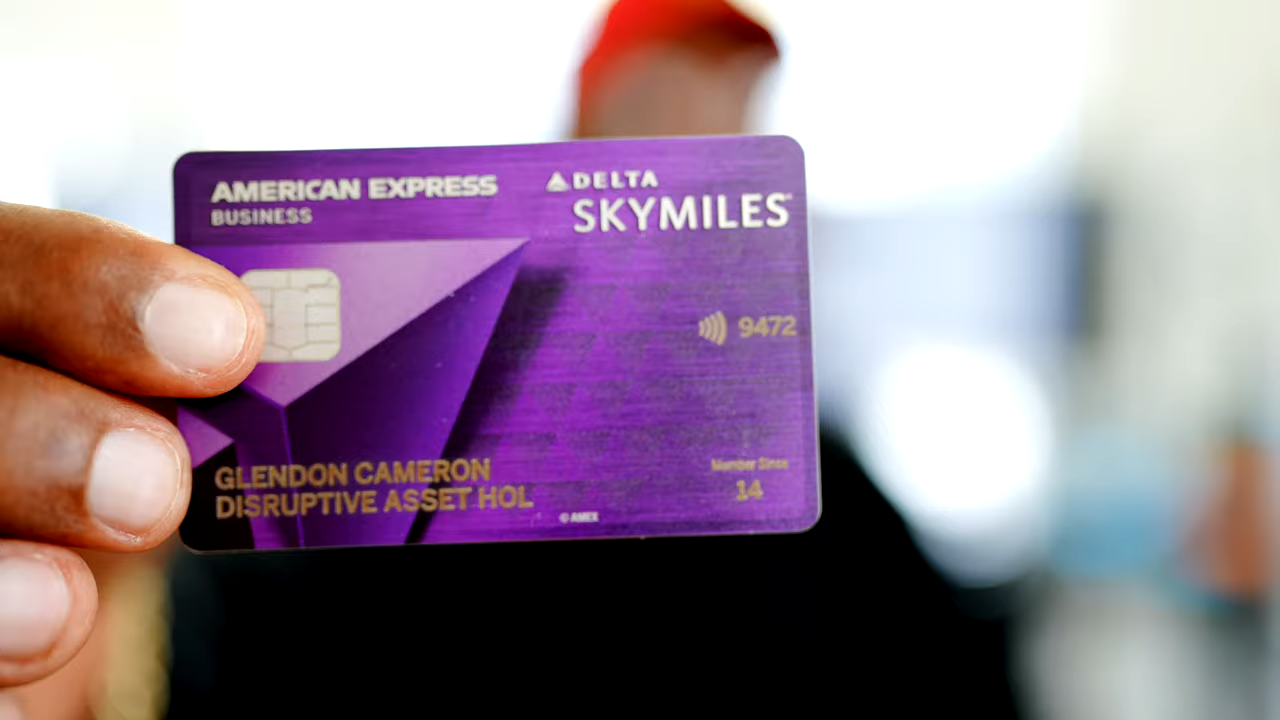 AMERICAN EXPRESS
BUSINESS
DELTA
SKYMILES
9472
GLENDON CAMERON
DISRUPTIVE ASSET HOL
Member Since
14
© AMEX